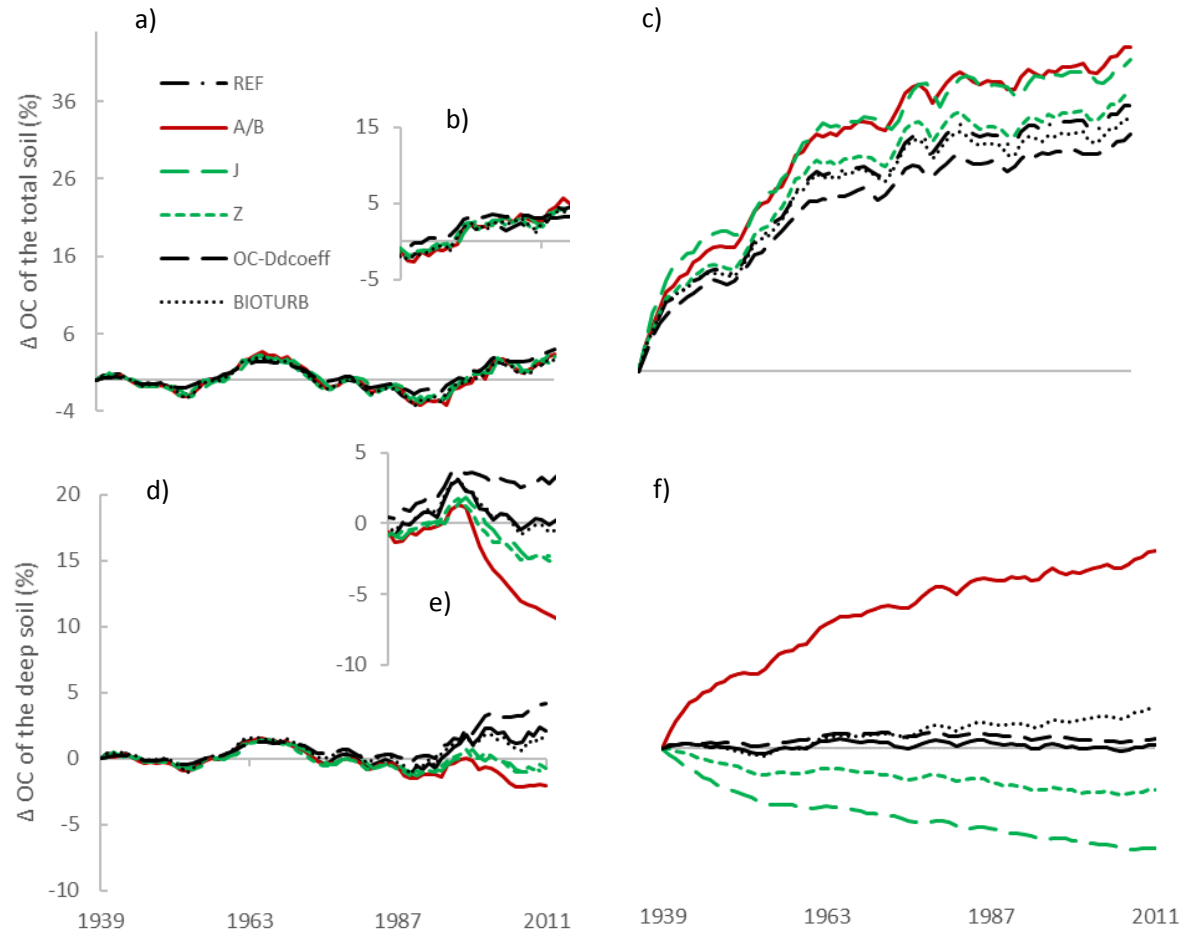 a)
c)
Δ OC of the total soil (%)
36
26
16
6
-4
REF
A/B
J
Z
OC-Ddcoeff
BIOTURB
b)
15
5
-5
d)
f)
Δ OC of the deep soil (%)
20
15
10
5
0
-5
-10
e)
5
0
-5
-10
1939
1963
1987
2011
1939
1963
1987
2011